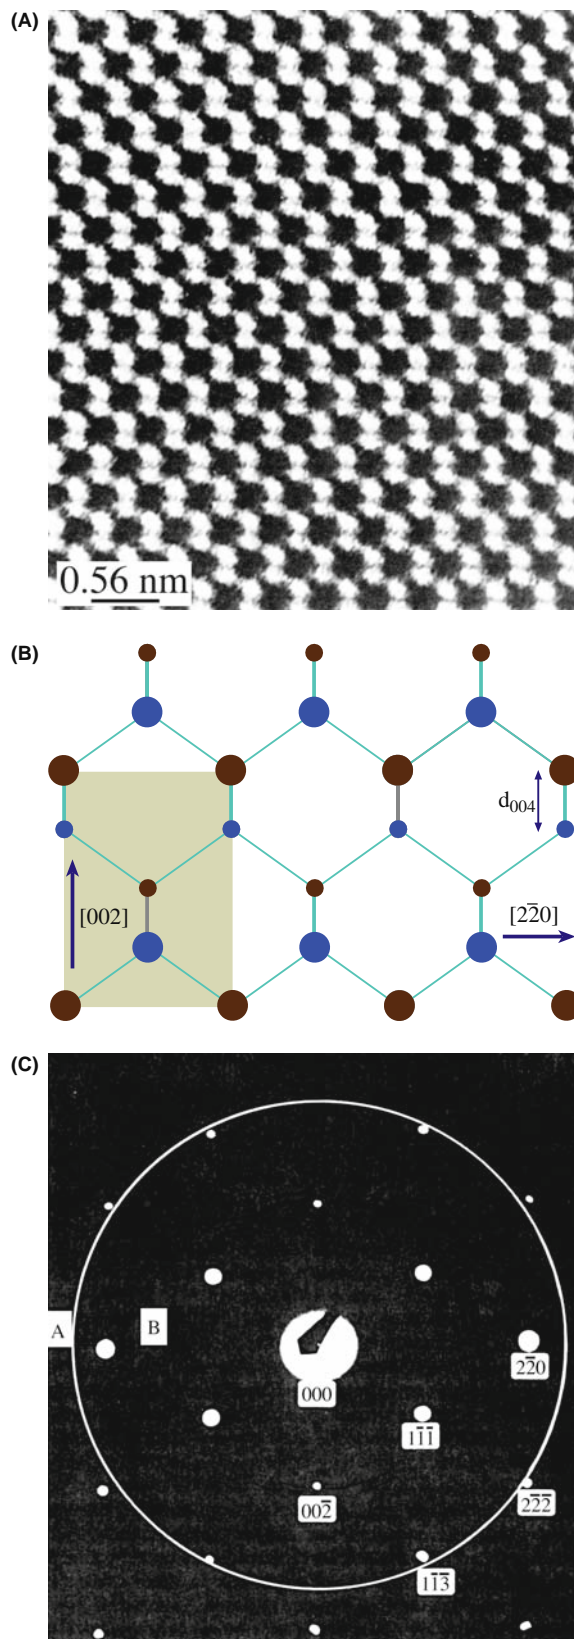 (A)
0.56 nm
(B)
d₀₀₄
[002]
[22̅0]
(C)
A
B
22̅0
000
11̅1̅
002̅
22̅2̅
11̅3̅